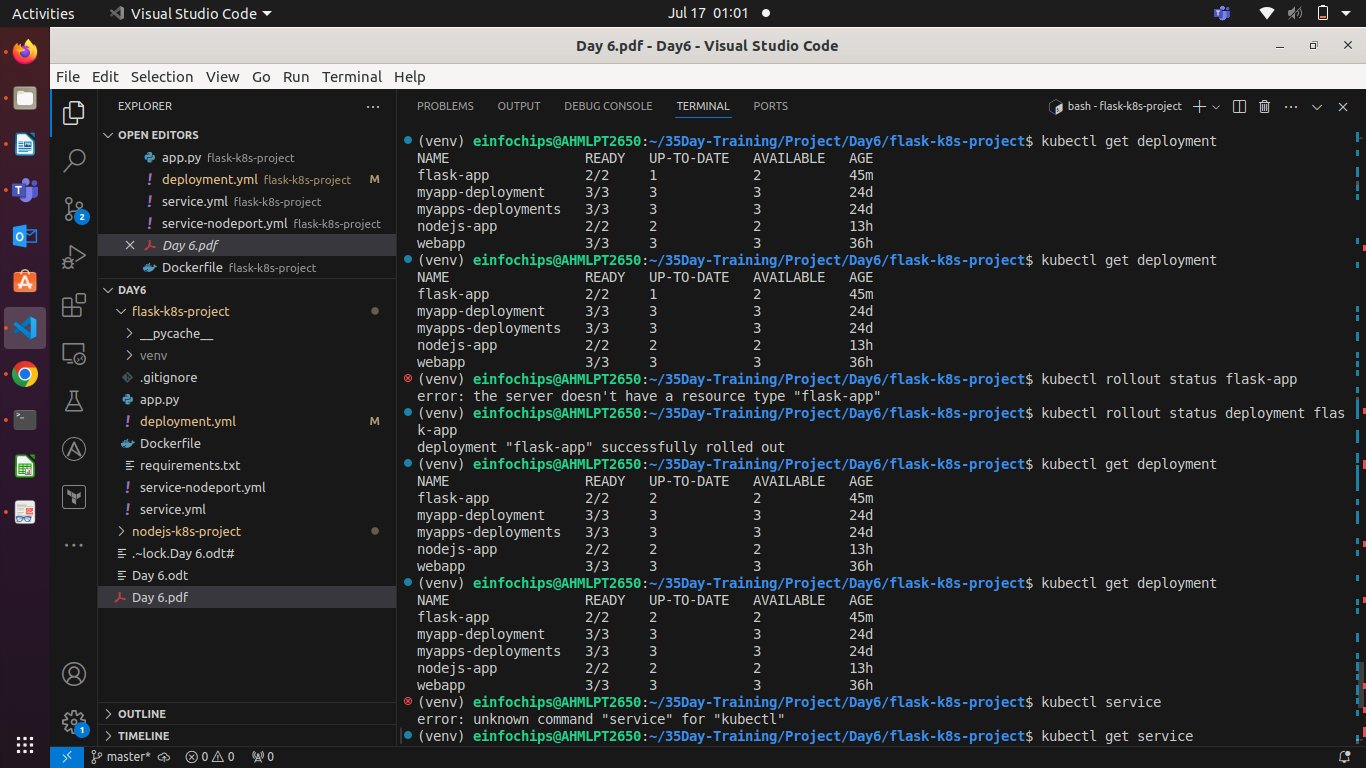 Activities
Visual Studio Code
Jul 17 01:01
Day 6.pdf - Day6 - Visual Studio Code
File Edit Selection View Go Run Terminal Help
EXPLORER
OPEN EDITORS
app.py flask-k8s-project
deployment.yml flask-k8s-project M
service.yml flask-k8s-project
service-nodeport.yml flask-k8s-project
Day 6.pdf
Dockerfile flask-k8s-project
DAY6
flask-k8s-project
__pycache__
venv
.gitignore
app.py
deployment.yml M
Dockerfile
requirements.txt
service-nodeport.yml
service.yml
nodejs-k8s-project
.~lock.Day 6.odt#
Day 6.odt
Day 6.pdf
OUTLINE
TIMELINE
2
1
PROBLEMS OUTPUT DEBUG CONSOLE TERMINAL PORTS
bash - flask-k8s-project
(venv) einfochips@AHMLPT2650:~/35Day-Training/Project/Day6/flask-k8s-project$ kubectl get deployment
NAME READY UP-TO-DATE AVAILABLE AGE
flask-app 2/2 1 2 45m
myapp-deployment 3/3 3 3 24d
myapps-deployments 3/3 3 3 24d
nodejs-app 2/2 2 2 13h
webapp 3/3 3 3 36h
(venv) einfochips@AHMLPT2650:~/35Day-Training/Project/Day6/flask-k8s-project$ kubectl get deployment
NAME READY UP-TO-DATE AVAILABLE AGE
flask-app 2/2 1 2 45m
myapp-deployment 3/3 3 3 24d
myapps-deployments 3/3 3 3 24d
nodejs-app 2/2 2 2 13h
webapp 3/3 3 3 36h
(venv) einfochips@AHMLPT2650:~/35Day-Training/Project/Day6/flask-k8s-project$ kubectl rollout status flask-app
error: the server doesn't have a resource type "flask-app"
(venv) einfochips@AHMLPT2650:~/35Day-Training/Project/Day6/flask-k8s-project$ kubectl rollout status deployment flas
k-app
deployment "flask-app" successfully rolled out
(venv) einfochips@AHMLPT2650:~/35Day-Training/Project/Day6/flask-k8s-project$ kubectl get deployment
NAME READY UP-TO-DATE AVAILABLE AGE
flask-app 2/2 2 2 45m
myapp-deployment 3/3 3 3 24d
myapps-deployments 3/3 3 3 24d
nodejs-app 2/2 2 2 13h
webapp 3/3 3 3 36h
(venv) einfochips@AHMLPT2650:~/35Day-Training/Project/Day6/flask-k8s-project$ kubectl get deployment
NAME READY UP-TO-DATE AVAILABLE AGE
flask-app 2/2 2 2 45m
myapp-deployment 3/3 3 3 24d
myapps-deployments 3/3 3 3 24d
nodejs-app 2/2 2 2 13h
webapp 3/3 3 3 36h
(venv) einfochips@AHMLPT2650:~/35Day-Training/Project/Day6/flask-k8s-project$ kubectl service
error: unknown command "service" for "kubectl"
(venv) einfochips@AHMLPT2650:~/35Day-Training/Project/Day6/flask-k8s-project$ kubectl get service
master* 0 0 0